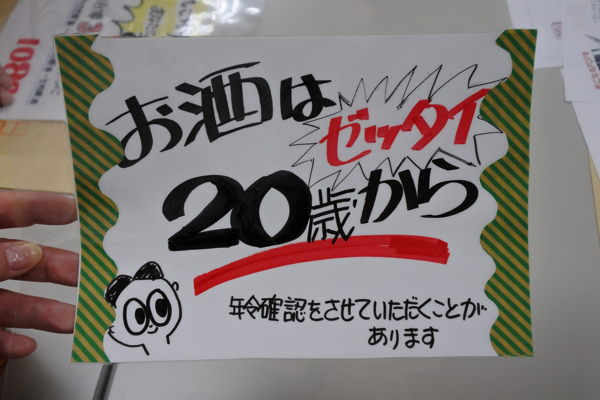 1080
お酒は
ゼッタイ
20歳から
年令確認をさせていただくことが
あります